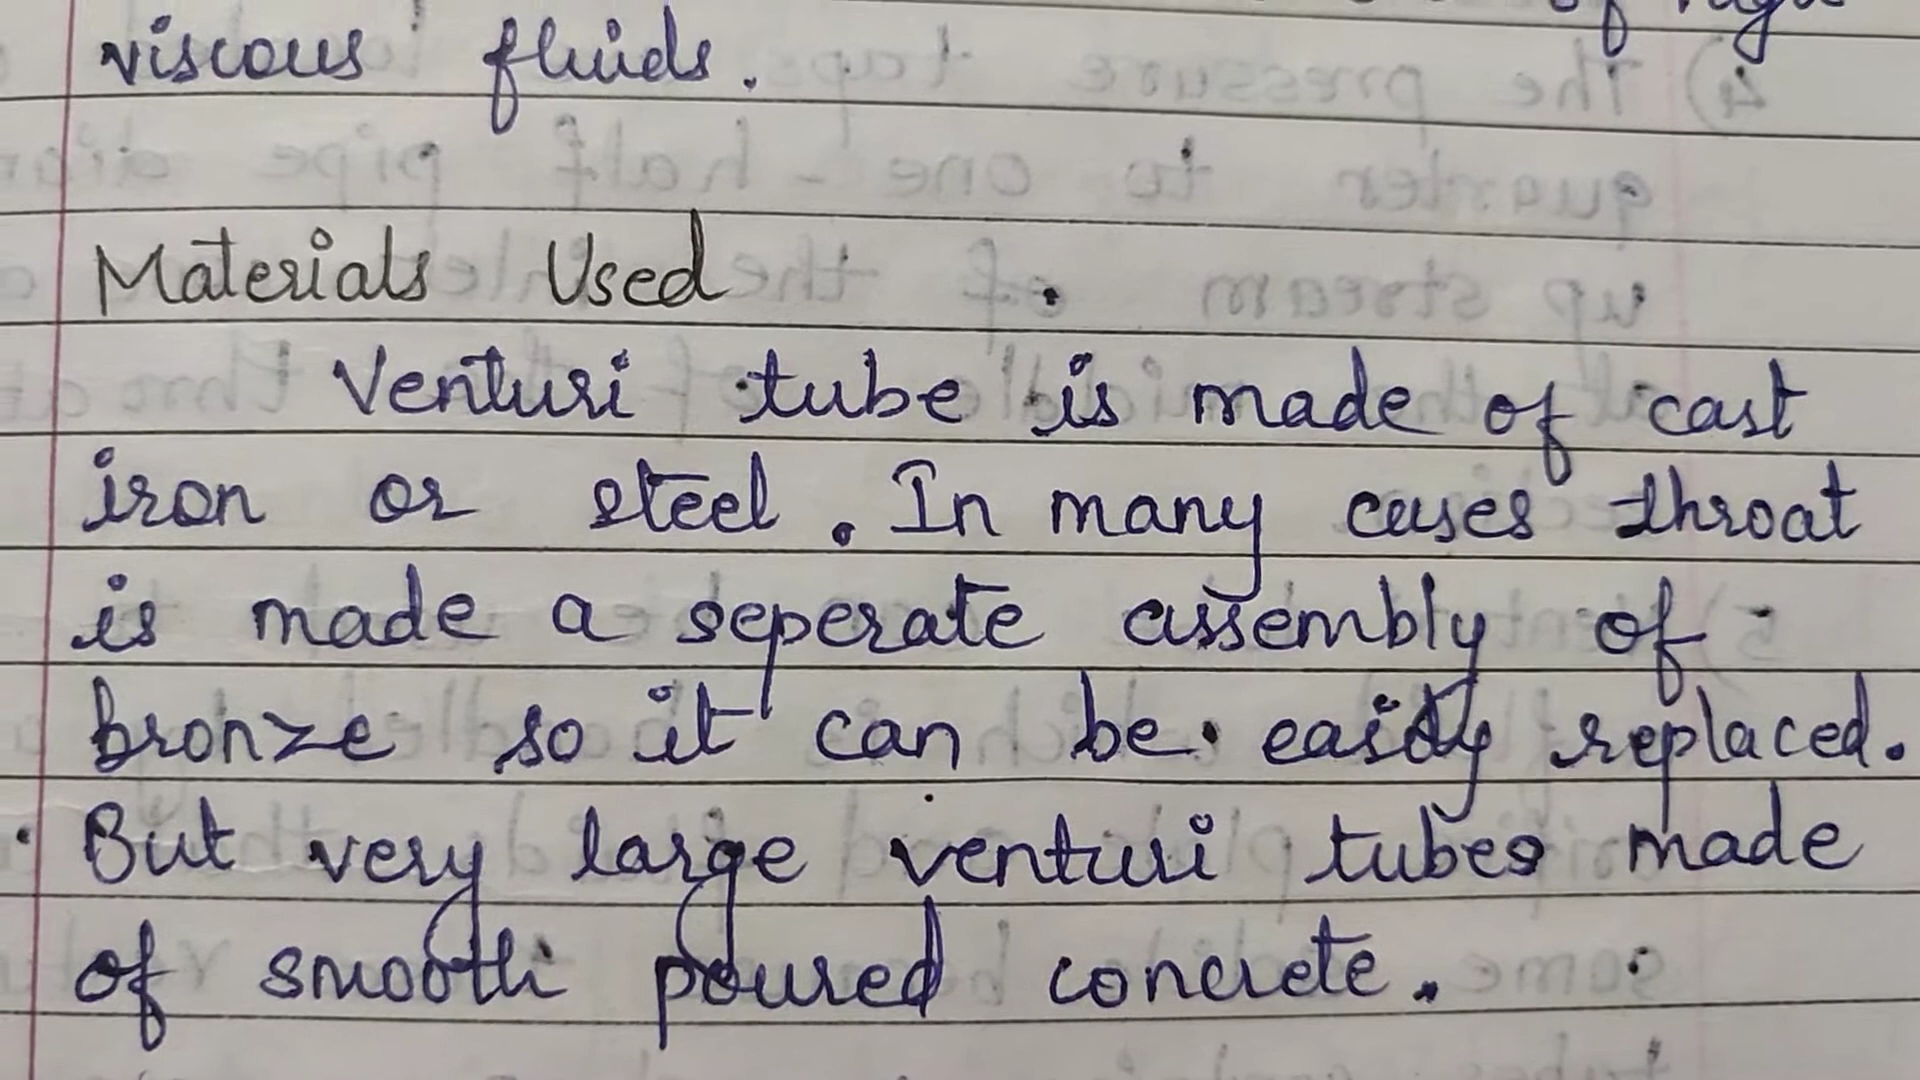 of high
viscous fluids.
Materials Used
Venturi tube is made of cast
iron or steel. In many cases throat
is made a seperate assembly of
bronze so it can be easily replaced.
But very large venturi tubes made
of smooth poured concrete.